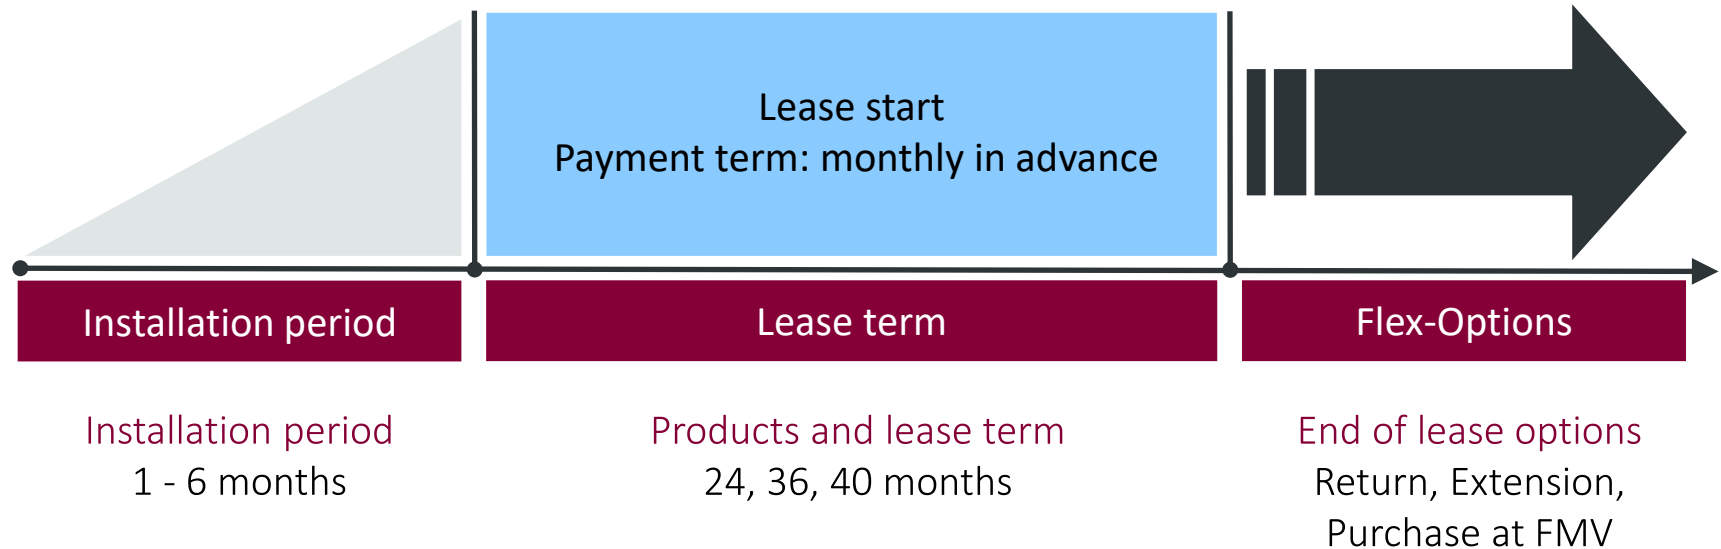 Lease start
Payment term: monthly in advance
Installation period
Lease term
Flex-Options
Installation period
1 - 6 months
Products and lease term
24, 36, 40 months
End of lease options
Return, Extension,
Purchase at FMV